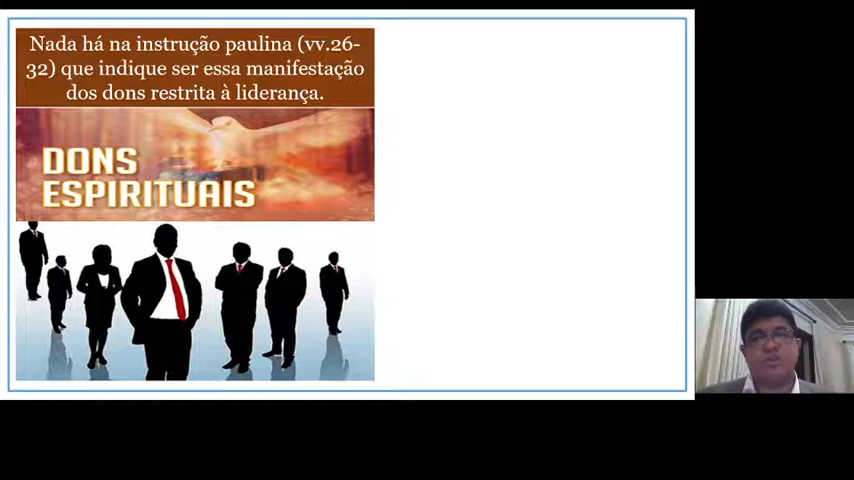 Nada há na instrução paulina (vv.26-
32) que indique ser essa manifestação
dos dons restrita à liderança.
DONS
ESPIRITUAIS